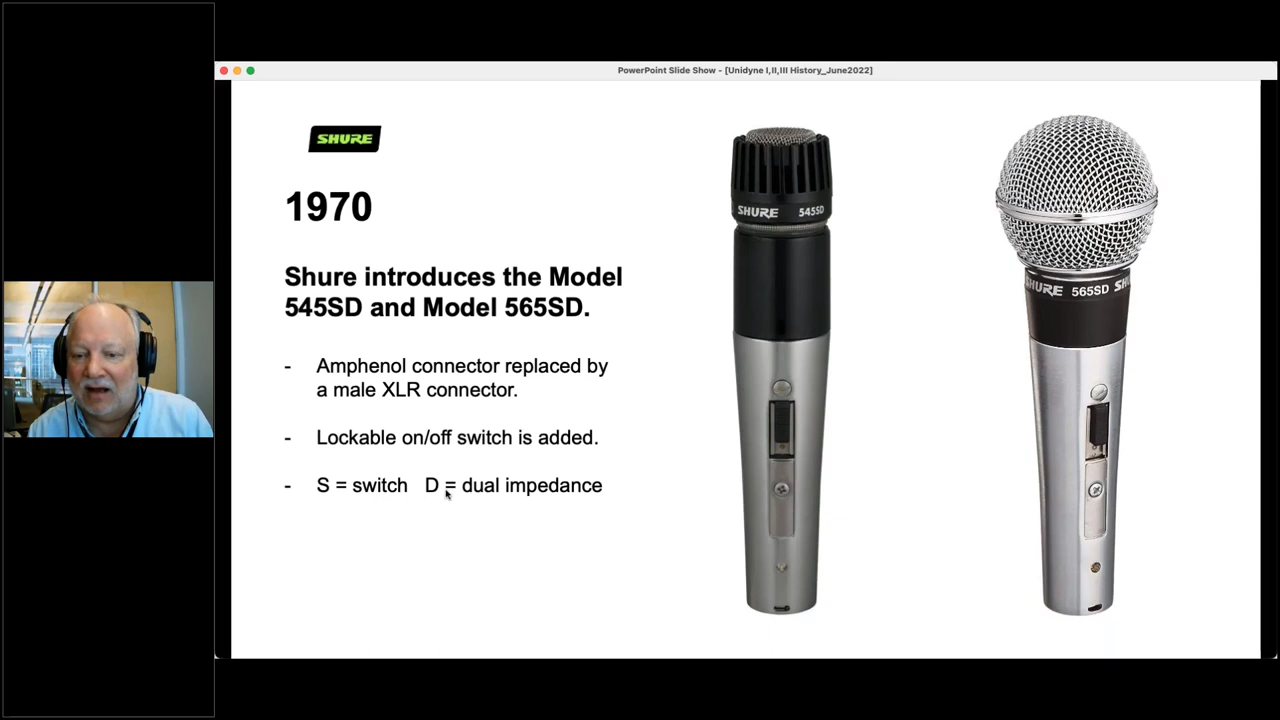 PowerPoint Slide Show - [Unidyne I,II,III History_June2022]
SHURE
1970
Shure introduces the Model
545SD and Model 565SD.
- Amphenol connector replaced by
a male XLR connector.
- Lockable on/off switch is added.
- S = switch D = dual impedance
SHURE 545SD
SHURE 565SD SH